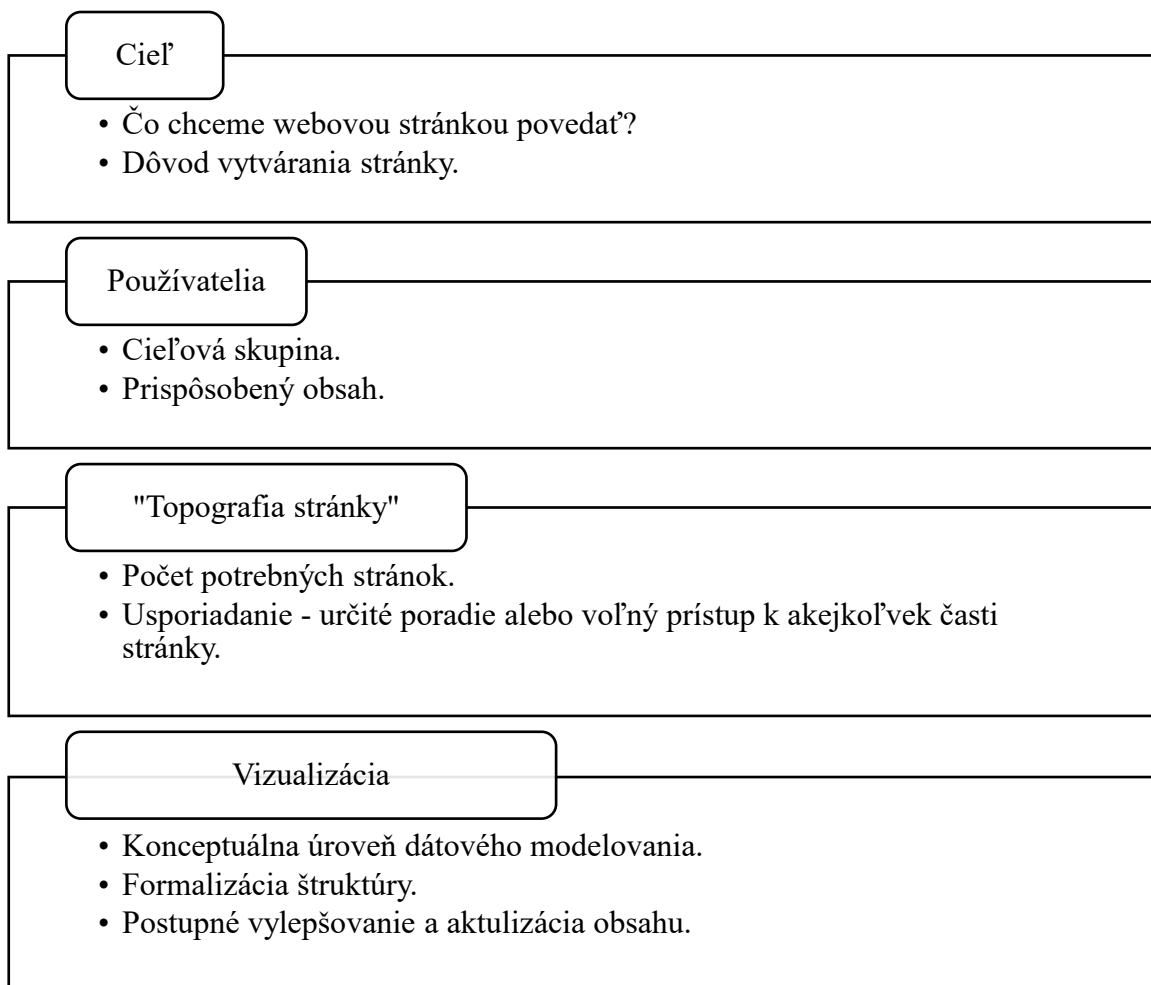 Cieľ
• Čo chceme webovou stránkou povedať?
• Dôvod vytvárania stránky.
Používatelia
• Cieľová skupina.
• Prispôsobený obsah.
"Topografia stránky"
• Počet potrebných stránok.
• Usporiadanie - určité poradie alebo voľný prístup k akejkoľvek časti
stránky.
Vizualizácia
• Konceptuálna úroveň dátového modelovania.
• Formalizácia štruktúry.
• Postupné vylepšovanie a aktulizácia obsahu.